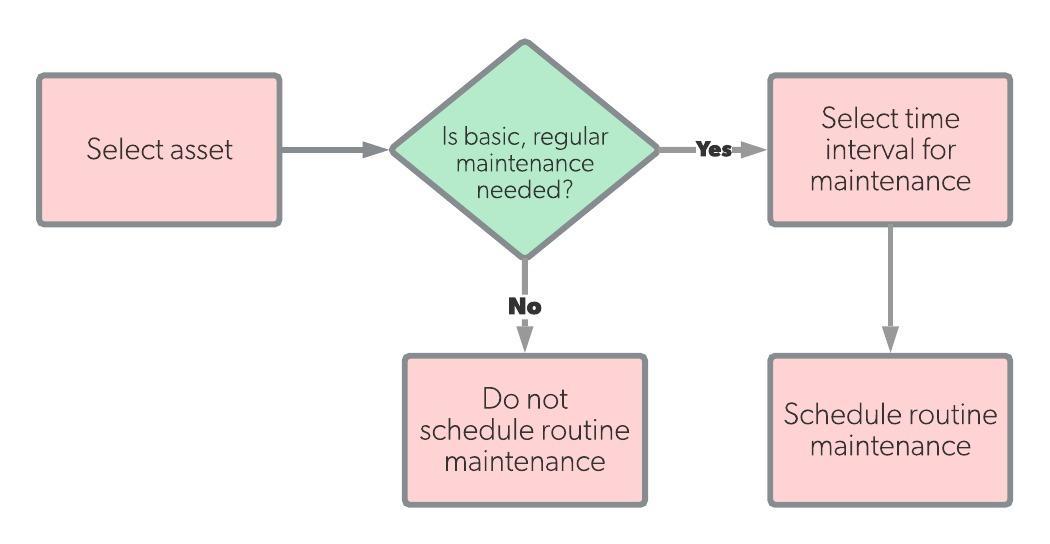 Select asset
Is basic, regular
maintenance
needed?
Yes
Select time
interval for
maintenance
No
Do not
schedule routine
maintenance
Schedule routine
maintenance